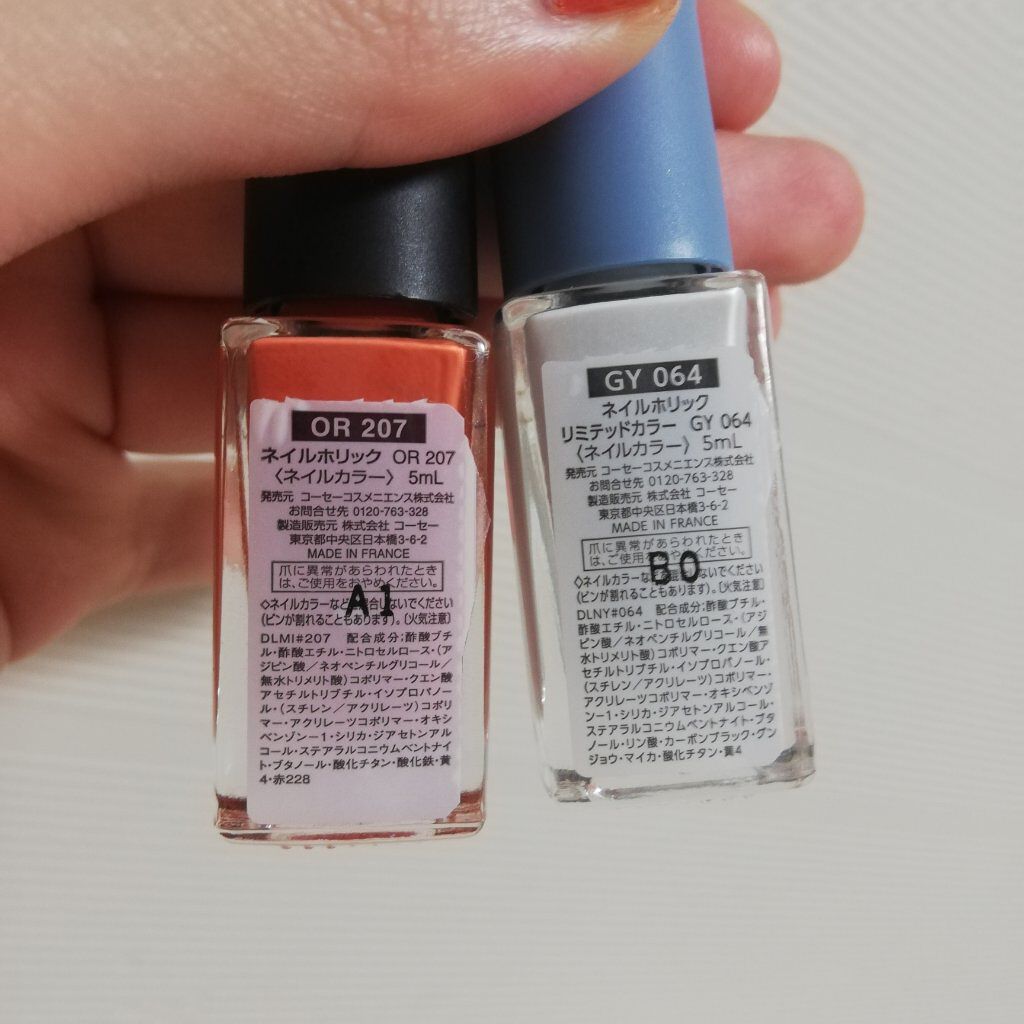 OR 207
ネイルホリック OR 207
〈ネイルカラー〉 5mL
発売元 コーセーコスメニエンス株式会社
お問合せ先 0120-763-328
製造販売元 株式会社 コーセー
東京都中央区日本橋3-6-2
MADE IN FRANCE
爪に異常があらわれたとき
は、ご使用をおやめください。
◇ネイルカラーなどを混合しないでください
(ビンが割れることもあります)。〔火気注意〕
A1
DLMI#207 配合成分;酢酸ブチ
ル・酢酸エチル・ニトロセルロース・(ア
ジピン酸/ネオペンチルグリコール/
無水トリメリト酸)コポリマー・クエン酸
アセチルトリブチル・イソプロパノー
ル・(スチレン/アクリレーツ)コポリ
マー・アクリレーツコポリマー・オキシ
ベンゾン-1・シリカ・ジアセトンアル
コール・ステアラルコニウムベントナイ
ト・ブタノール・酸化チタン・酸化鉄・黄
4・赤228
GY 064
ネイルホリック
リミテッドカラー GY 064
〈ネイルカラー〉 5mL
発売元 コーセーコスメニエンス株式会社
お問合せ先 0120-763-328
製造販売元 株式会社 コーセー
東京都中央区日本橋3-6-2
MADE IN FRANCE
爪に異常があらわれたとき
は、ご使用をおやめください。
B0
◇ネイルカラーなどを混合しないでください
(ビンが割れることもあります)。〔火気注意〕
DLNY#064 配合成分;酢酸ブチル・
酢酸エチル・ニトロセルロース・(アジ
ピン酸/ネオペンチルグリコール/無
水トリメリト酸)コポリマー・クエン酸ア
セチルトリブチル・イソプロパノール・
(スチレン/アクリレーツ)コポリマー・
アクリレーツコポリマー・オキシベンゾ
ン-1・シリカ・ジアセトンアルコール・
ステアラルコニウムベントナイト・ブタ
ノール・リン酸・カーボンブラック・グン
ジョウ・マイカ・酸化チタン・黄4